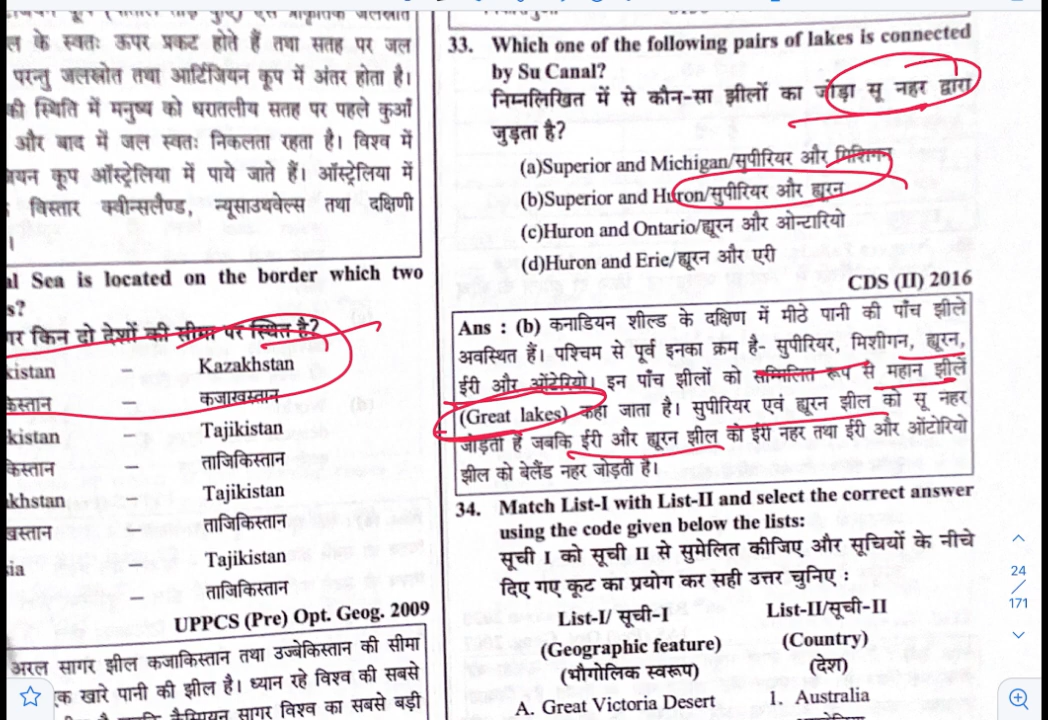 ल के स्वतः ऊपर प्रकट होते हैं तथा सतह पर जल
परन्तु जलस्रोत तथा आर्टिजियन कूप में अंतर होता है।
की स्थिति में मनुष्य को धरातलीय सतह पर पहले कुआँ
और बाद में जल स्वतः निकलता रहता है। विश्व में
कूप ऑस्ट्रेलिया में पाये जाते हैं। ऑस्ट्रेलिया में
विस्तार क्वीन्सलैण्ड, न्यूसाउथवेल्स तथा दक्षिणी
al Sea is located on the border which two
s?
किन दो देशों की सीमा पर स्थित है?
kistan – Kazakhstan
– कजाखस्तान
kistan – Tajikistan
– ताजिकिस्तान
akhstan – Tajikistan
– ताजिकिस्तान
ia Tajikistan
– ताजिकिस्तान
UPPCS (Pre) Opt. Geog. 2009
अरल सागर झील कजाकिस्तान तथा उज्बेकिस्तान की सीमा
क खारे पानी की झील है। ध्यान रहे विश्व की सबसे
सागर विश्व का सबसे बड़ी
33. Which one of the following pairs of lakes is connected
by Su Canal?
निम्नलिखित में से कौन-सा झीलों का जोड़ा सू नहर द्वारा
जुड़ता है?
(a)Superior and Michigan/सुपीरियर और मिशिगन
(b)Superior and Huron/सुपीरियर और ह्यूरन
(c)Huron and Ontario/ह्यूरन और ओन्टारियो
(d)Huron and Erie/ह्यूरन और एरी
CDS (II) 2016
Ans : (b) कनाडियन शील्ड के दक्षिण में मीठे पानी की पाँच झीलें
अवस्थित हैं। पश्चिम से पूर्व इनका क्रम है- सुपीरियर, मिशीगन, ह्यूरन,
ईरी और ऑंटेरियो। इन पाँच झीलों को सम्मिलित रूप से महान झीलें
(Great lakes) कहा जाता है। सुपीरियर एवं ह्यूरन झील को सू नहर
जोड़ती हैं जबकि ईरी और ह्यूरन झील को ईरी नहर तथा ईरी और ऑंटोरियो
झील को बेलैंड नहर जोड़ती है।
34. Match List-I with List-II and select the correct answer
using the code given below the lists:
सूची I को सूची II से सुमेलित कीजिए और सूचियों के नीचे
दिए गए कूट का प्रयोग कर सही उत्तर चुनिए :
List-I/ सूची-I List-II/सूची-II
(Geographic feature) (Country)
(भौगोलिक स्वरूप) (देश)
A. Great Victoria Desert 1. Australia
24
171